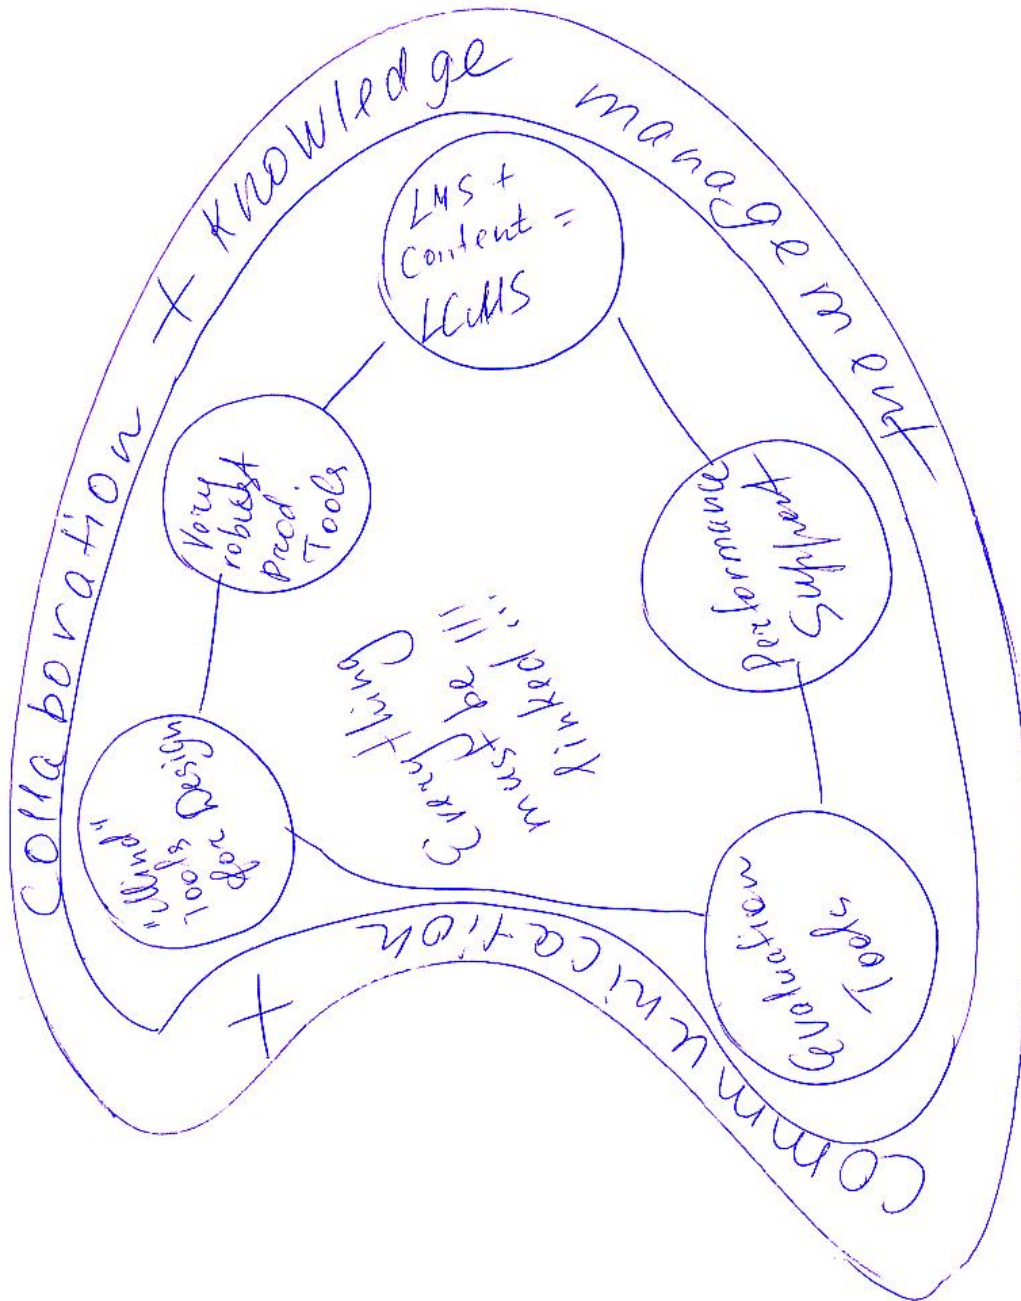 collaboration + knowledge management
+ communication
LMS +
content =
LCMS
Very
robust
prod.
Tools
Performance
Support
Everything
must be
linked !!!
Tools
for Design
Evaluation
Tools